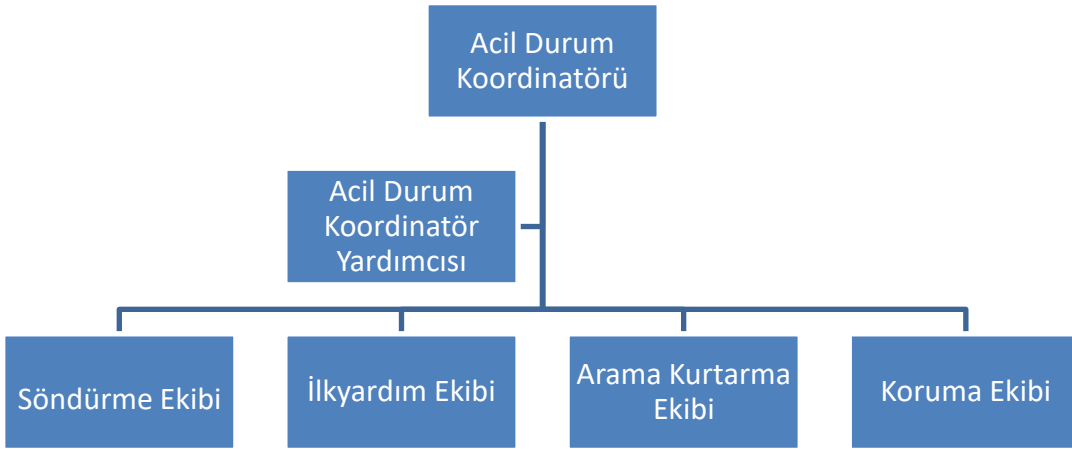 Acil Durum
Koordinatörü
Acil Durum
Koordinatör
Yardımcısı
Söndürme Ekibi
İlkyardım Ekibi
Arama Kurtarma
Ekibi
Koruma Ekibi